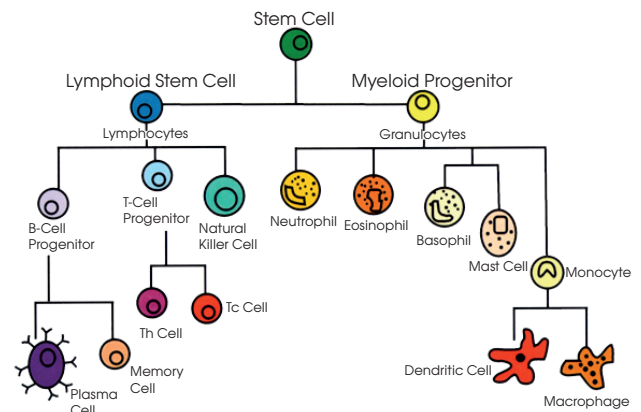 Stem Cell
Lymphoid Stem Cell
Myeloid Progenitor
Lymphocytes
Granulocytes
B-Cell
Progenitor
T-Cell
Progenitor
Natural
Killer Cell
Neutrophil
Eosinophil
Basophil
Mast Cell
Monocyte
Th Cell
Tc Cell
Plasma
Cell
Memory
Cell
Dendritic Cell
Macrophage